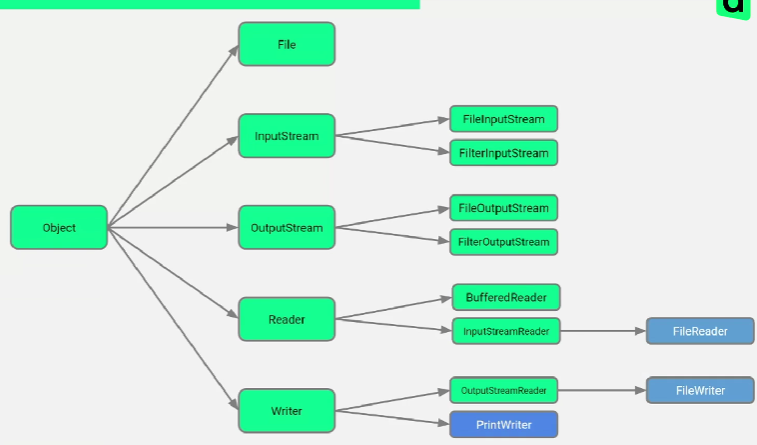 a
File
InputStream
FileInputStream
FilterInputStream
Object
OutputStream
FileOutputStream
FilterOutputStream
Reader
BufferedReader
InputStreamReader
FileReader
Writer
OutputStreamReader
FileWriter
PrintWriter